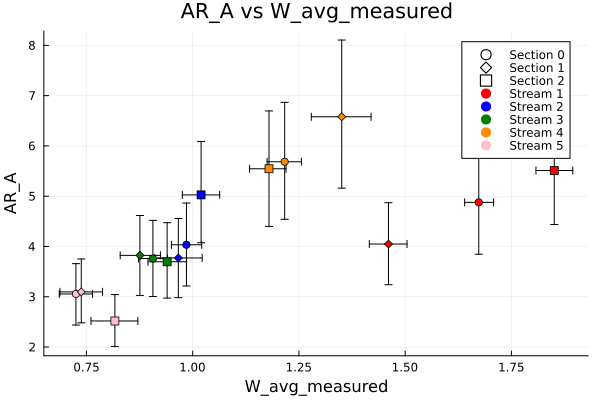 AR_A vs W_avg_measured
AR_A
8
7
6
5
4
3
2
Section 0
Section 1
Section 2
Stream 1
Stream 2
Stream 3
Stream 4
Stream 5
0.75 1.00 1.25 1.50 1.75
W_avg_measured